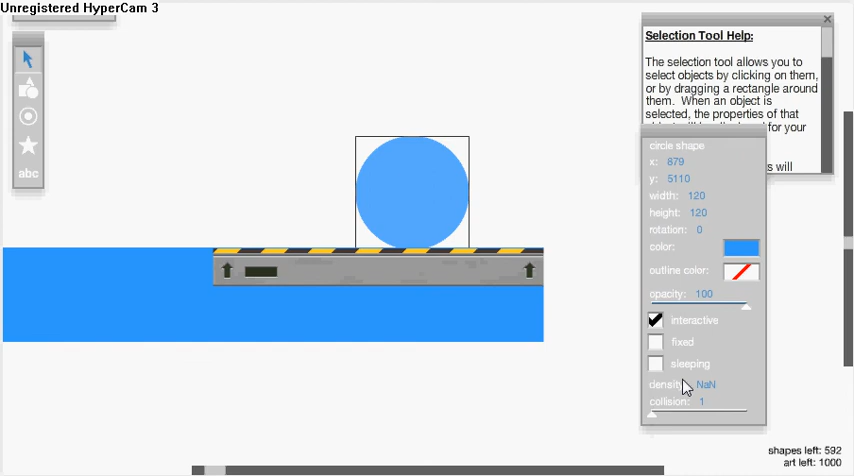 Unregistered HyperCam 3
abc
Selection Tool Help:
The selection tool allows you to
select objects by clicking on them,
or by dragging a rectangle around
them. When an object is
selected, the properties of that
for your
s will
circle shape
x: 879
y: 5110
width: 120
height: 120
rotation: 0
color:
outline color:
opacity: 100
interactive
fixed
sleeping
density: NaN
collision: 1
shapes left: 592
art left: 1000